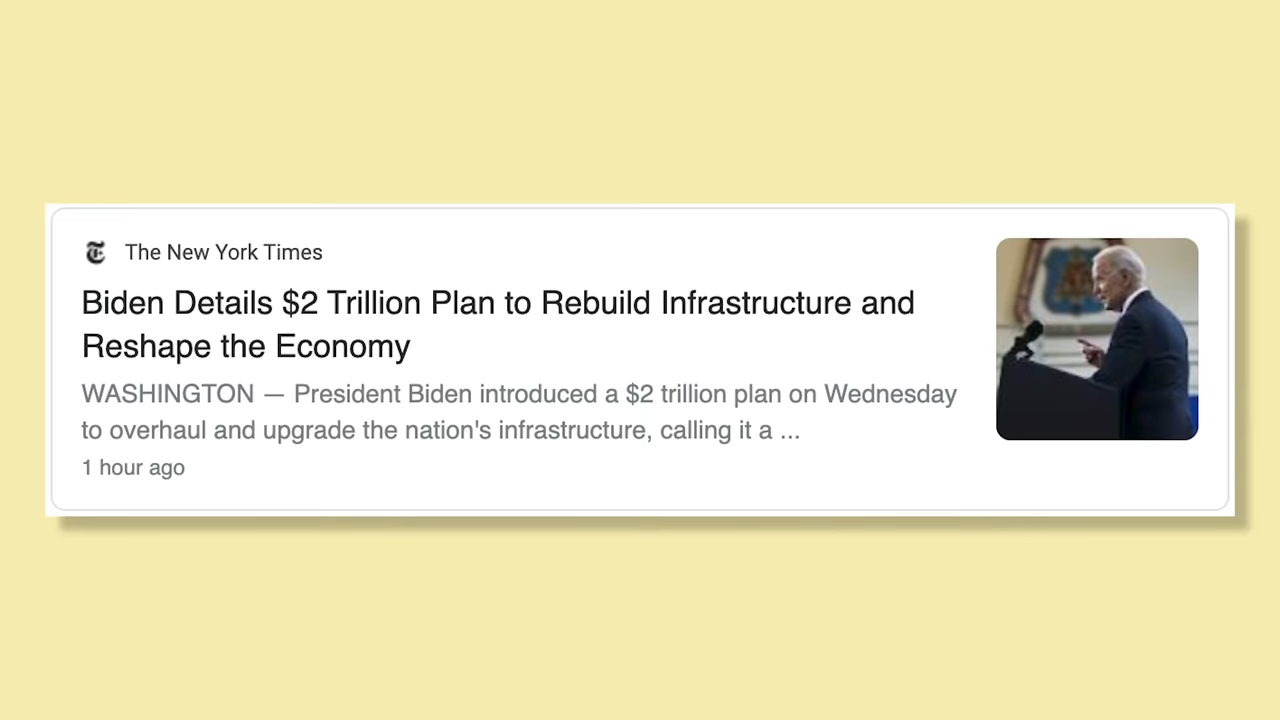 The New York Times
Biden Details $2 Trillion Plan to Rebuild Infrastructure and
Reshape the Economy
WASHINGTON — President Biden introduced a $2 trillion plan on Wednesday
to overhaul and upgrade the nation's infrastructure, calling it a ...
1 hour ago